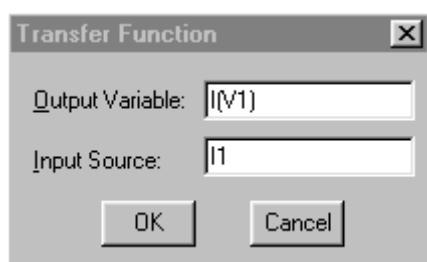 Transfer Function
Output Variable: I(V1)
Input Source: I1
OK Cancel